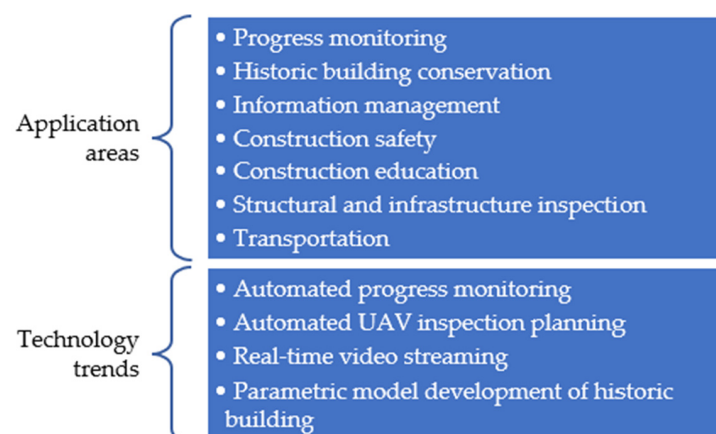 Application
areas
• Progress monitoring
• Historic building conservation
• Information management
• Construction safety
• Construction education
• Structural and infrastructure inspection
• Transportation
Technology
trends
• Automated progress monitoring
• Automated UAV inspection planning
• Real-time video streaming
• Parametric model development of historic
building